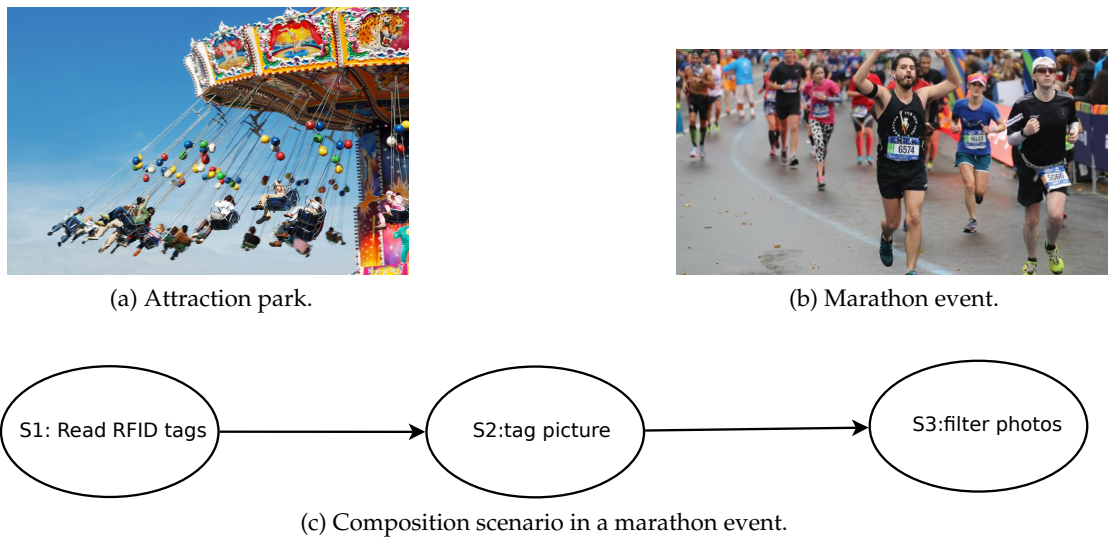 6574
5066
(a) Attraction park.
(b) Marathon event.
S1: Read RFID tags
S2:tag picture
S3:filter photos
(c) Composition scenario in a marathon event.